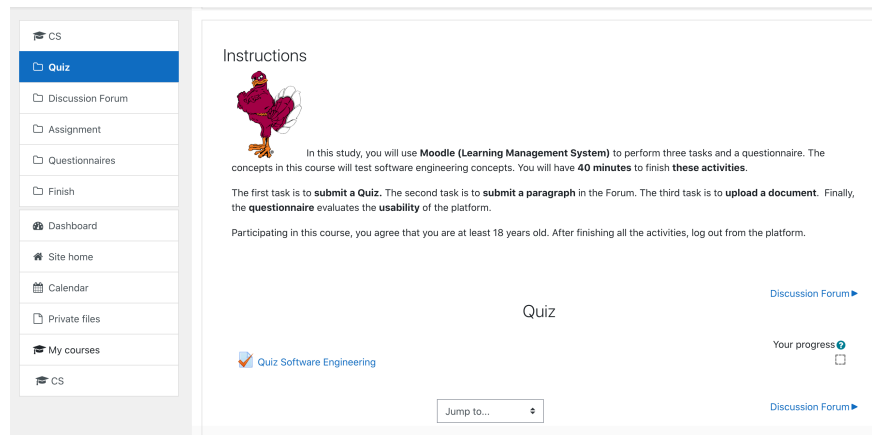 CS
Quiz
Discussion Forum
Assignment
Questionnaires
Finish
Dashboard
Site home
Calendar
Private files
My courses
CS
Instructions
In this study, you will use Moodle (Learning Management System) to perform three tasks and a questionnaire. The
concepts in this course will test software engineering concepts. You will have 40 minutes to finish these activities.
The first task is to submit a Quiz. The second task is to submit a paragraph in the Forum. The third task is to upload a document. Finally,
the questionnaire evaluates the usability of the platform.
Participating in this course, you agree that you are at least 18 years old. After finishing all the activities, log out from the platform.
Discussion Forum ►
Quiz
Your progress ?
Quiz Software Engineering
Jump to...
Discussion Forum ►